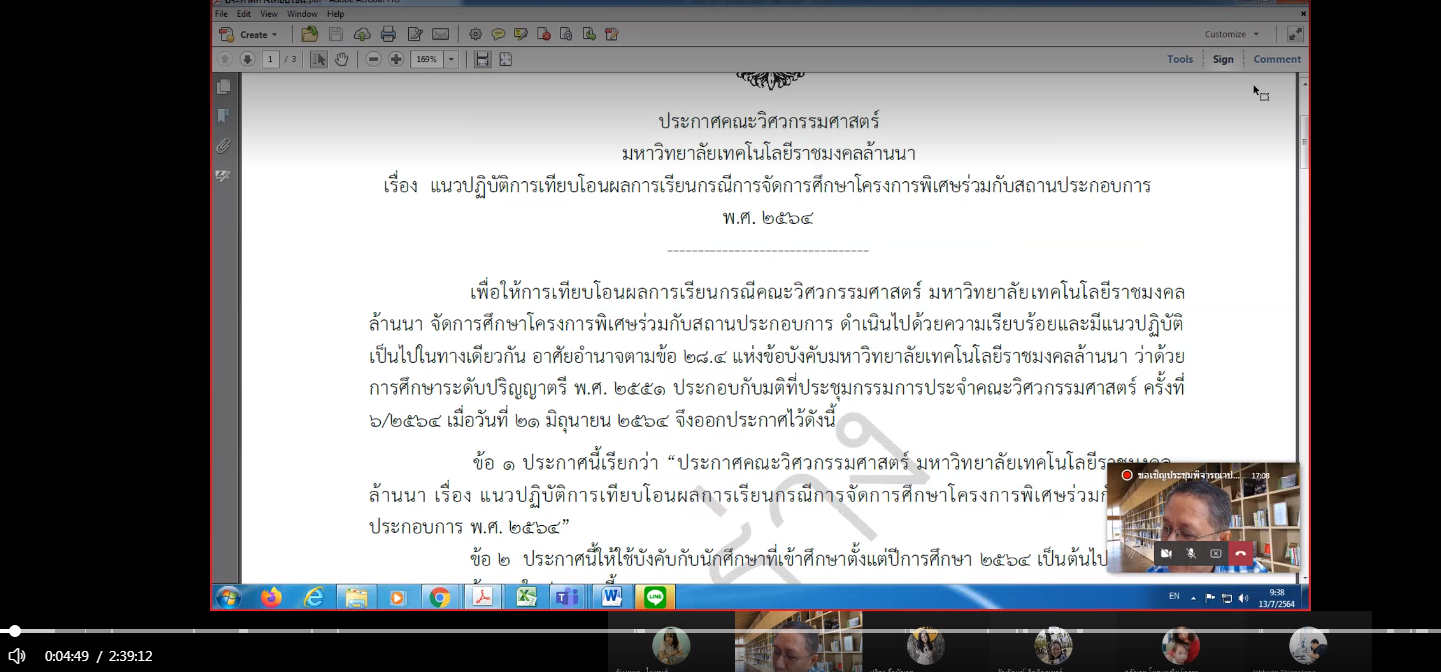 File Edit View Window Help
Create
Customize
1 / 3
169%
Tools Sign Comment
ประกาศคณะวิศวกรรมศาสตร์
มหาวิทยาลัยเทคโนโลยีราชมงคลล้านนา
เรื่อง แนวปฏิบัติการเทียบโอนผลการเรียนกรณีการจัดการศึกษาโครงการพิเศษร่วมกับสถานประกอบการ
พ.ศ. ๒๕๖๔
เพื่อให้การเทียบโอนผลการเรียนกรณีคณะวิศวกรรมศาสตร์ มหาวิทยาลัยเทคโนโลยีราชมงคล
ล้านนา จัดการศึกษาโครงการพิเศษร่วมกับสถานประกอบการ ดำเนินไปด้วยความเรียบร้อยและมีแนวปฏิบัติ
เป็นไปในทางเดียวกัน อาศัยอำนาจตามข้อ ๒๘.๔ แห่งข้อบังคับมหาวิทยาลัยเทคโนโลยีราชมงคลล้านนา ว่าด้วย
การศึกษาระดับปริญญาตรี พ.ศ. ๒๕๕๑ ประกอบกับมติที่ประชุมกรรมการประจำคณะวิศวกรรมศาสตร์ ครั้งที่
๖/๒๕๖๔ เมื่อวันที่ ๒๑ มิถุนายน ๒๕๖๔ จึงออกประกาศไว้ดังนี้
ข้อ ๑ ประกาศนี้เรียกว่า “ประกาศคณะวิศวกรรมศาสตร์ มหาวิทยาลัยเทคโนโลยีราชมงคล
ล้านนา เรื่อง แนวปฏิบัติการเทียบโอนผลการเรียนกรณีการจัดการศึกษาโครงการพิเศษร่วม
ประกอบการ พ.ศ. ๒๕๖๔”
ข้อ ๒ ประกาศนี้ให้ใช้บังคับกับนักศึกษาที่เข้าศึกษาตั้งแต่ปีการศึกษา ๒๕๖๔ เป็นต้นไป
ร่าง
ขอเชิญประชุมพิจารณาวป... 17:08
EN
9:38
13/7/2564
0:04:49 / 2:39:12